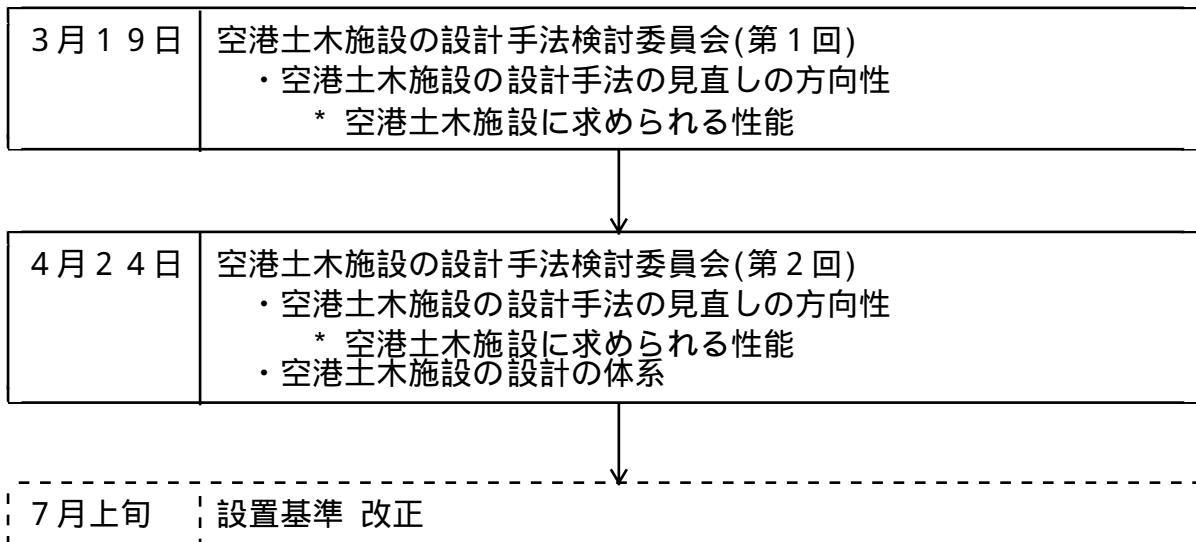 3月19日 空港土木施設の設計手法検討委員会(第1回)
・空港土木施設の設計手法の見直しの方向性
* 空港土木施設に求められる性能
4月24日 空港土木施設の設計手法検討委員会(第2回)
・空港土木施設の設計手法の見直しの方向性
* 空港土木施設に求められる性能
・空港土木施設の設計の体系
7月上旬 設置基準 改正